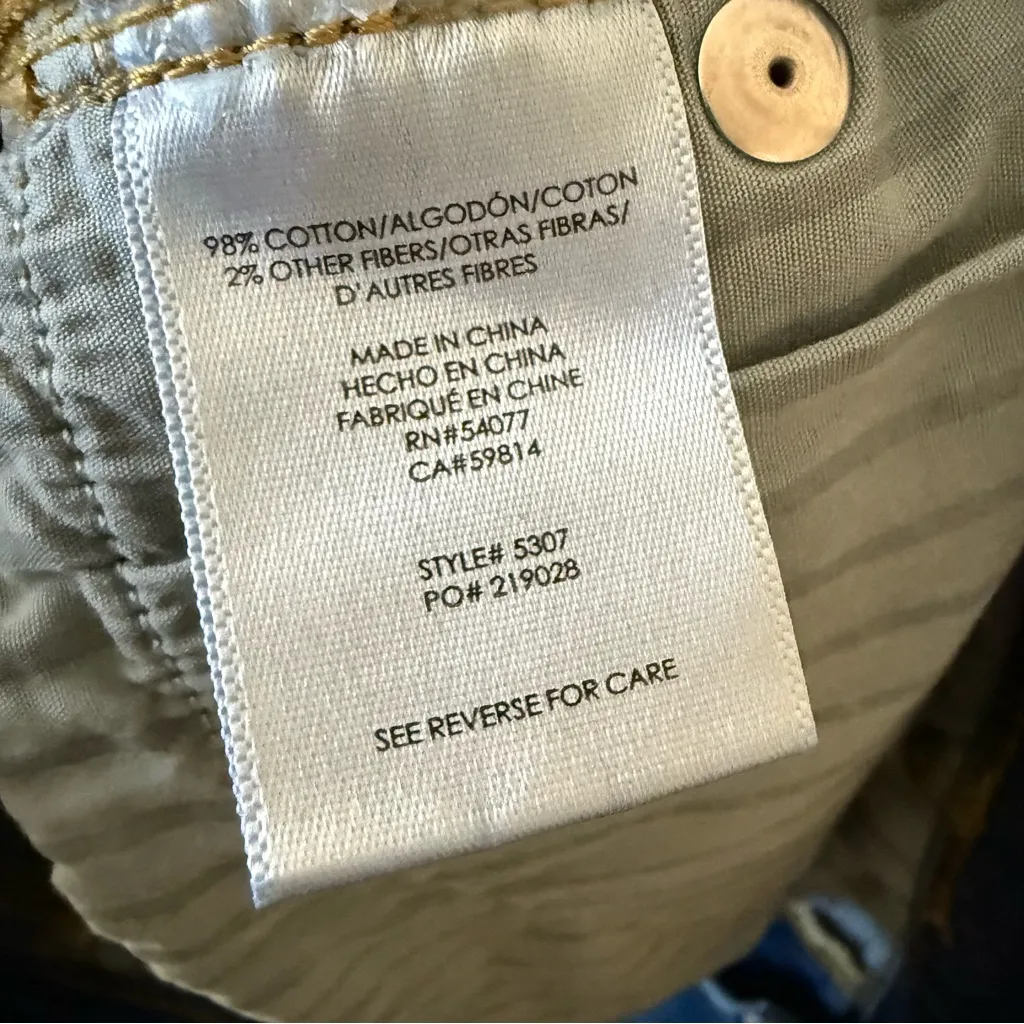 98% COTTON/ALGODÓN/COTON
2% OTHER FIBERS/OTRAS FIBRAS/
D'AUTRES FIBRES
MADE IN CHINA
HECHO EN CHINA
FABRIQUÉ EN CHINE
RN#54077
CA#59814
STYLE# 5307
PO# 219028
SEE REVERSE FOR CARE